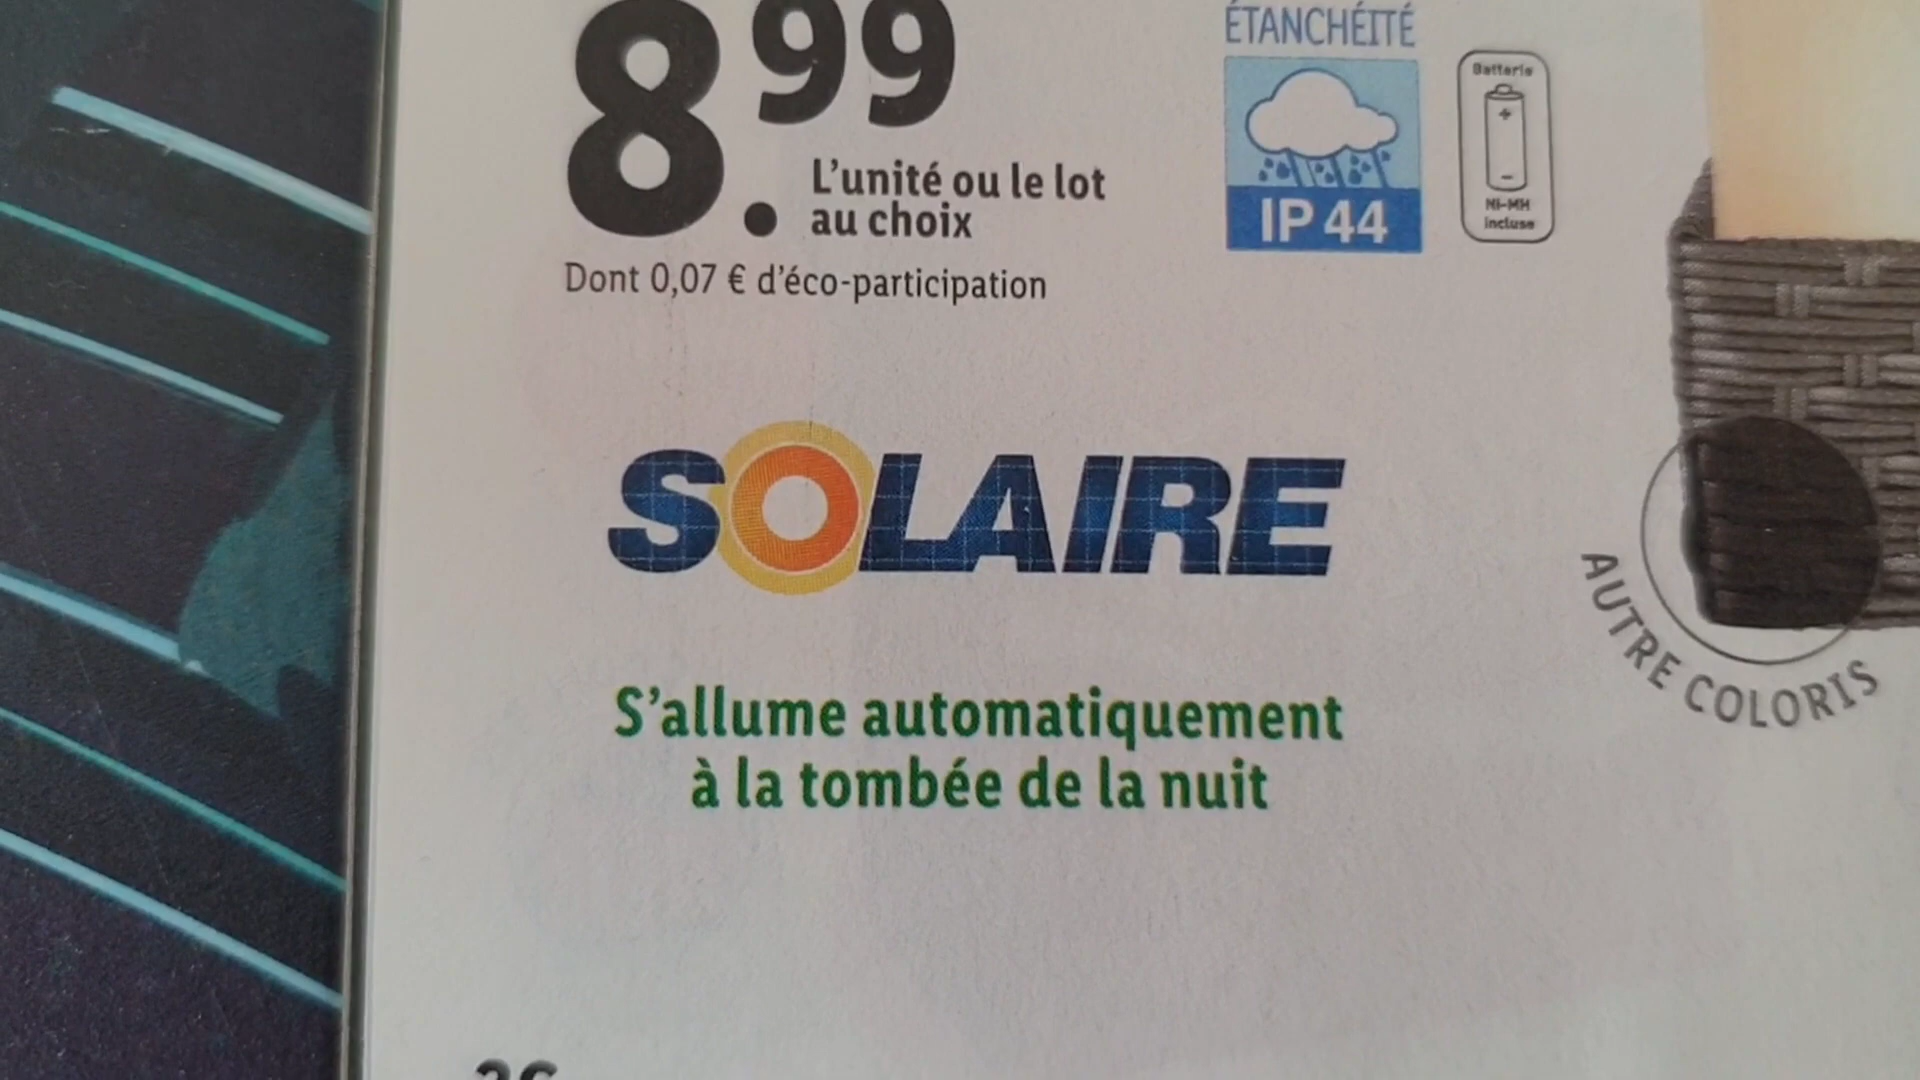 8.99
L'unité ou le lot
au choix
Dont 0,07 € d'éco-participation
ÉTANCHÉITÉ
IP 44
Batterie
+
-
Ni-MH
incluse
SOLAIRE
S'allume automatiquement
à la tombée de la nuit
AUTRE COLORIS